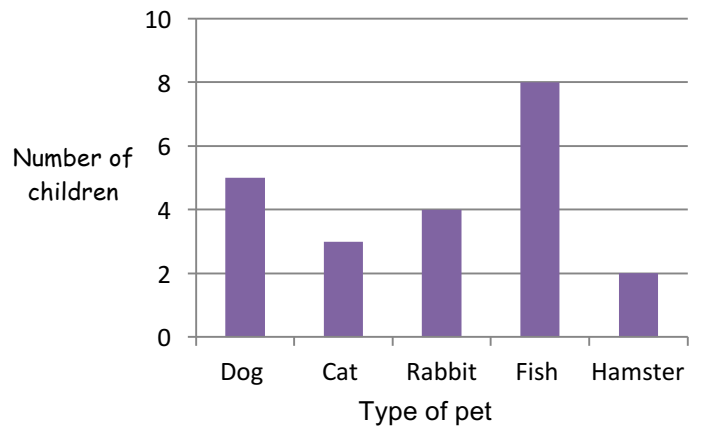 10
8
6
4
2
0
Number of
children
Dog Cat Rabbit Fish Hamster
Type of pet